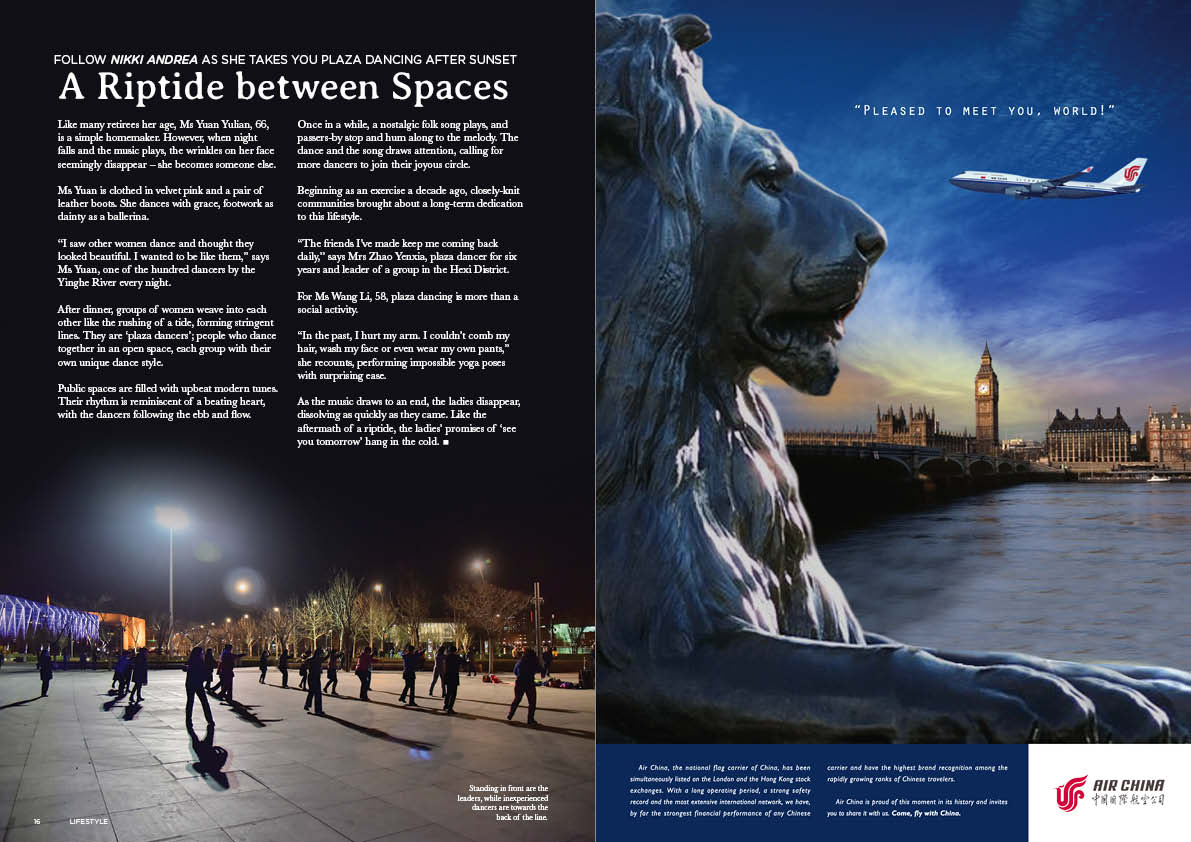 FOLLOW NIKKI ANDREA AS SHE TAKES YOU PLAZA DANCING AFTER SUNSET
A Riptide between Spaces
Like many retirees her age, Ms Yuan Yulian, 66,
is a simple homemaker. However, when night
falls and the music plays, the wrinkles on her face
seemingly disappear – she becomes someone else.
Ms Yuan is clothed in velvet pink and a pair of
leather boots. She dances with grace, footwork as
dainty as a ballerina.
“I saw other women dance and thought they
looked beautiful. I wanted to be like them,” says
Ms Yuan, one of the hundred dancers by the
Yinghe River every night.
After dinner, groups of women weave into each
other like the rushing of a tide, forming stringent
lines. They are ‘plaza dancers’; people who dance
together in an open space, each group with their
own unique dance style.
Public spaces are filled with upbeat modern tunes.
Their rhythm is reminiscent of a beating heart,
with the dancers following the ebb and flow.
Once in a while, a nostalgic folk song plays, and
passers-by stop and hum along to the melody. The
dance and the song draws attention, calling for
more dancers to join their joyous circle.
Beginning as an exercise a decade ago, closely-knit
communities brought about a long-term dedication
to this lifestyle.
“The friends I’ve made keep me coming back
daily,” says Mrs Zhao Yenxia, plaza dancer for six
years and leader of a group in the Hexi District.
For Ms Wang Li, 58, plaza dancing is more than a
social activity.
“In the past, I hurt my arm. I couldn’t comb my
hair, wash my face or even wear my own pants,”
she recounts, performing impossible yoga poses
with surprising ease.
As the music draws to an end, the ladies disappear,
dissolving as quickly as they came. Like the
aftermath of a riptide, the ladies’ promises of ‘see
you tomorrow’ hang in the cold. ■
Standing in front are the
leaders, while inexperienced
dancers are towards the
back of the line.
16 LIFESTYLE
“PLEASED TO MEET YOU, WORLD!”
Air China, the national flag carrier of China, has been
simultaneously listed on the London and the Hong Kong stock
exchanges. With a long operating period, a strong safety
record and the most extensive international network, we have,
by far the strongest financial performance of any Chinese
carrier and have the highest brand recognition among the
rapidly growing ranks of Chinese travelers.
Air China is proud of this moment in its history and invites
you to share it with us. Come, fly with China.
AIR CHINA
中国国際航空公司